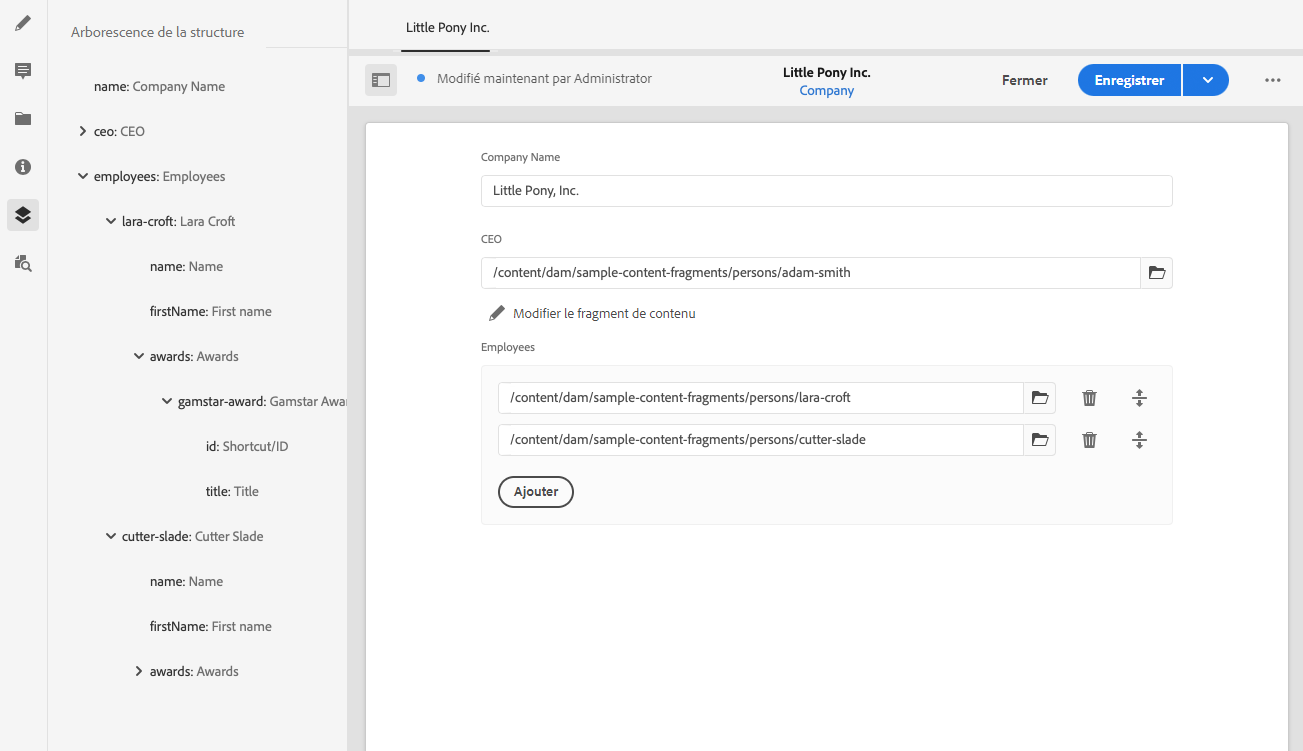 Arborescence de la structure
name: Company Name
ceo: CEO
employees: Employees
lara-croft: Lara Croft
name: Name
firstName: First name
awards: Awards
gamstar-award: Gamstar Awa
id: Shortcut/ID
title: Title
cutter-slade: Cutter Slade
name: Name
firstName: First name
awards: Awards
Little Pony Inc.
Modifié maintenant par Administrator
Little Pony Inc.
Company
Fermer
Enregistrer
Company Name
Little Pony, Inc.
CEO
/content/dam/sample-content-fragments/persons/adam-smith
Modifier le fragment de contenu
Employees
/content/dam/sample-content-fragments/persons/lara-croft
/content/dam/sample-content-fragments/persons/cutter-slade
Ajouter